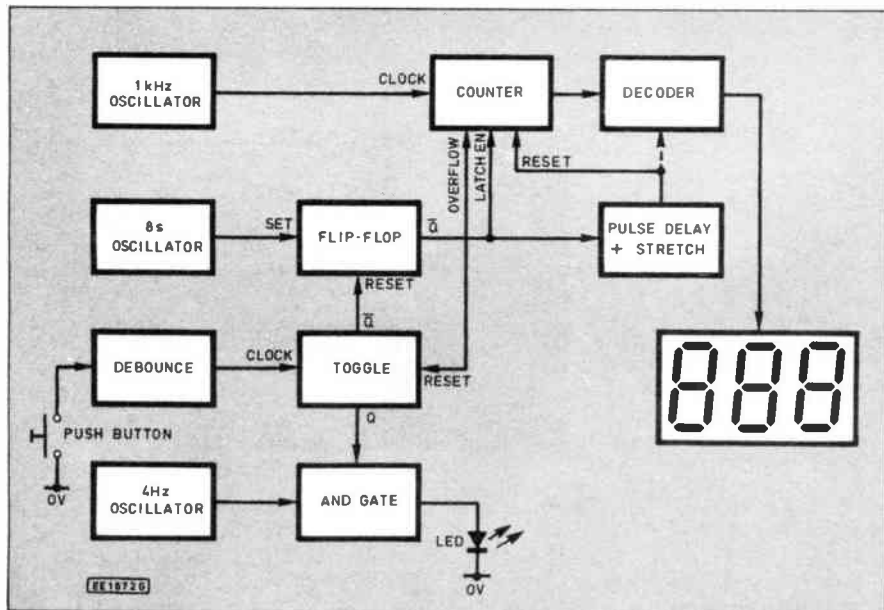 1kHz
OSCILLATOR
CLOCK
COUNTER
DECODER
OVERFLOW
LATCH EN
RESET
8s
OSCILLATOR
SET
FLIP-FLOP
Q̅
PULSE DELAY
+ STRETCH
RESET
Q̅
DEBOUNCE
CLOCK
TOGGLE
RESET
888
PUSH BUTTON
0V
Q
4Hz
OSCILLATOR
AND GATE
LED
0V
EE1672G